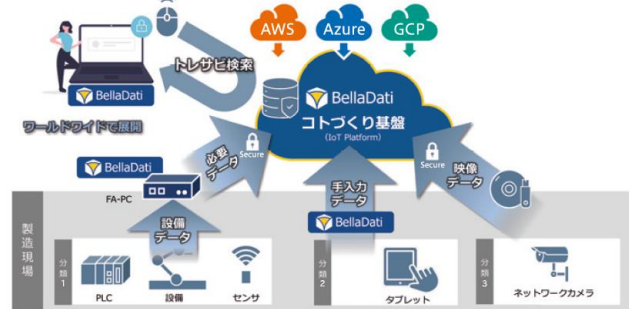 AWS
Azure
GCP
トレサビ検索
BellaDati
BellaDati
コトづくり基盤
(IoT Platform)
ワールドワイドで展開
Secure
必要
データ
Secure
映像
データ
BellaDati
FA-PC
手入力
データ
BellaDati
設備
データ
製造現場
分類1
PLC
設備
センサ
分類2
タブレット
分類3
ネットワークカメラ